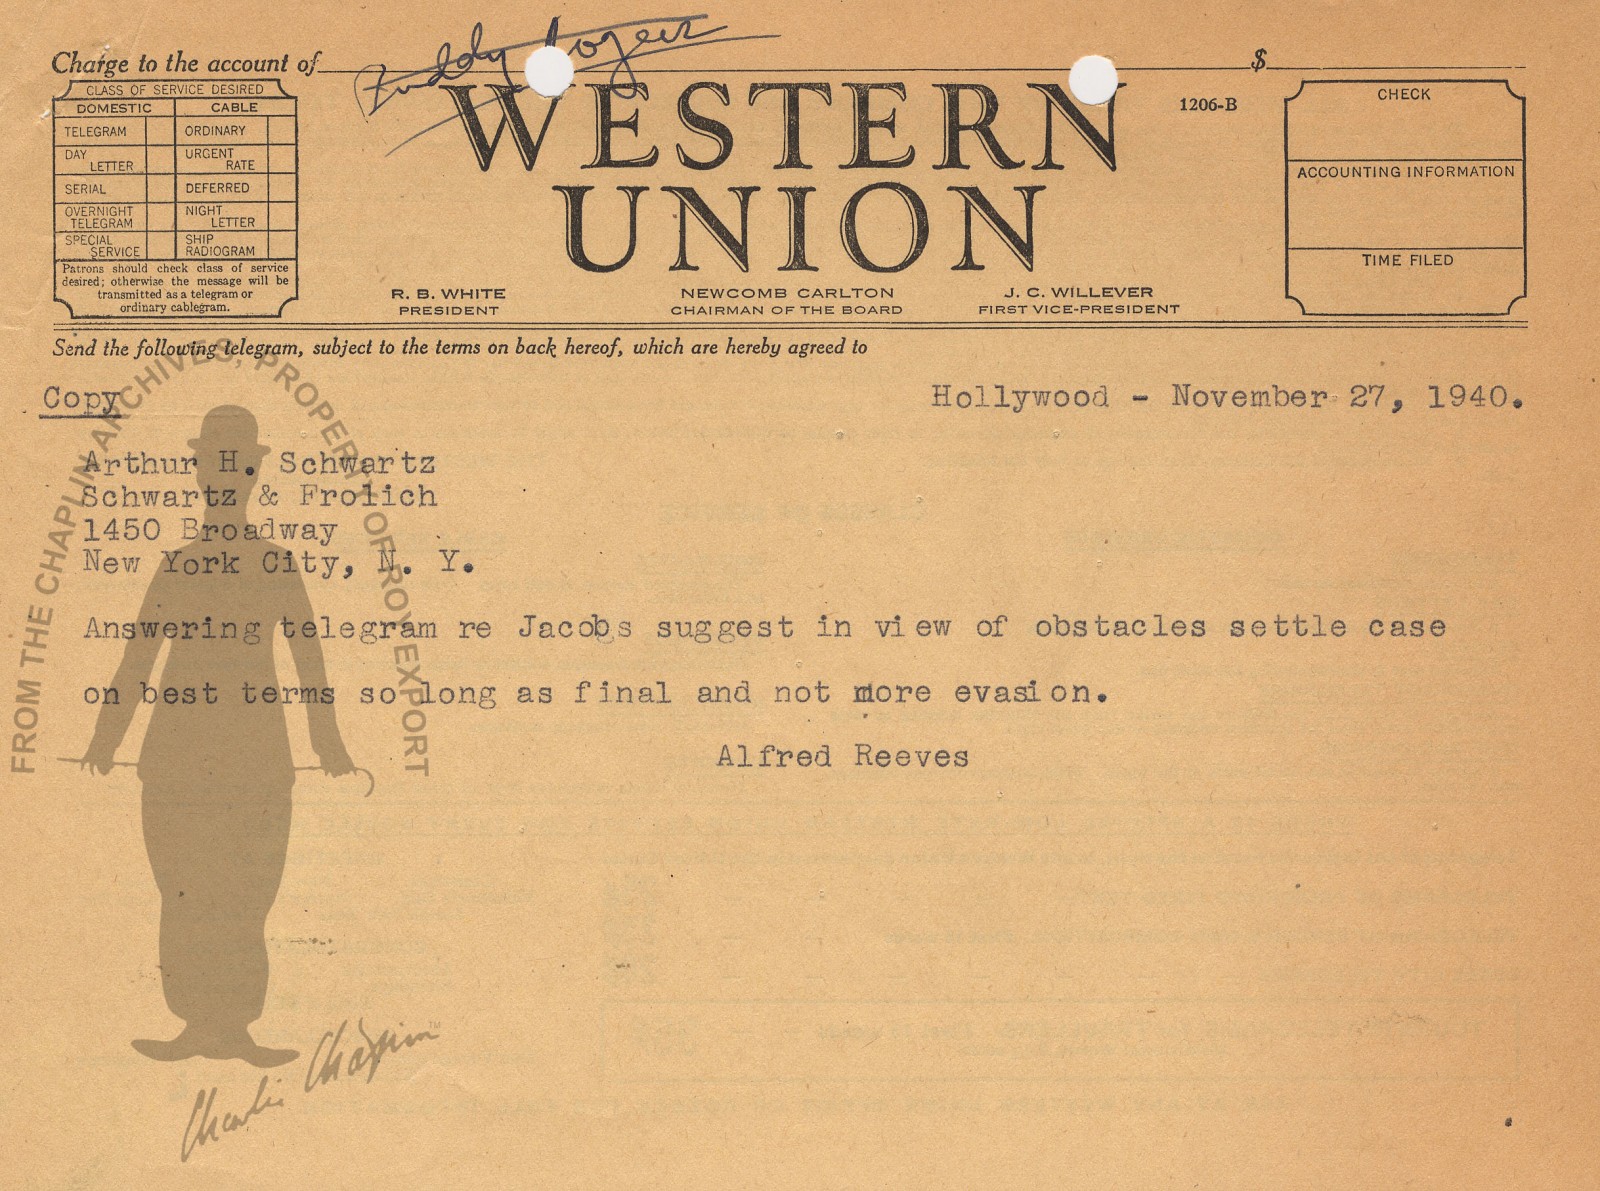 Charge to the account of
Buddy Rogers
$
CLASS OF SERVICE DESIRED
DOMESTIC CABLE
TELEGRAM ORDINARY
DAY LETTER URGENT RATE
SERIAL DEFERRED
OVERNIGHT TELEGRAM NIGHT LETTER
SPECIAL SERVICE SHIP RADIOGRAM
Patrons should check class of service
desired; otherwise the message will be
transmitted as a telegram or
ordinary cablegram.
WESTERN
UNION
1206-B
CHECK
ACCOUNTING INFORMATION
TIME FILED
R. B. WHITE
PRESIDENT
NEWCOMB CARLTON
CHAIRMAN OF THE BOARD
J. C. WILLEVER
FIRST VICE-PRESIDENT
Send the following telegram, subject to the terms on back hereof, which are hereby agreed to
Copy
Hollywood - November 27, 1940.
Arthur H. Schwartz
Schwartz & Frolich
1450 Broadway
New York City, N. Y.
Answering telegram re Jacobs suggest in view of obstacles settle case
on best terms so long as final and not more evasion.
Alfred Reeves
FROM THE CHAPLIN ARCHIVES, PROPERTY OF ROY EXPORT
Charlie Chaplin™